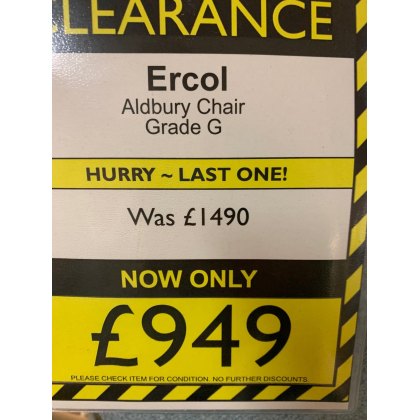 CLEARANCE
Ercol
Aldbury Chair
Grade G
HURRY ~ LAST ONE!
Was £1490
NOW ONLY
£949
PLEASE CHECK ITEM FOR CONDITION. NO FURTHER DISCOUNTS